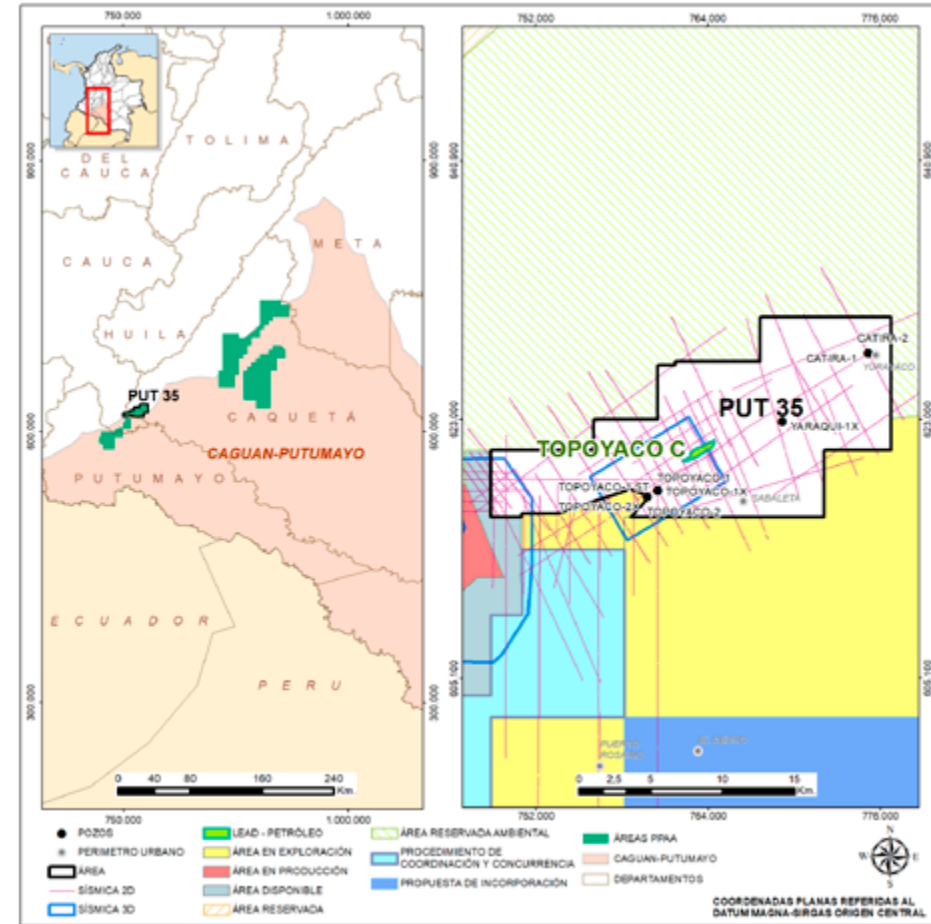 750.000
1.000.000
752.000
764.000
776.000
TOLIMA
DEL
CAUCA
900.000
900.000
640.900
640.900
META
CAUCA
HUILA
PUT 35
CAQUETÁ
CAGUAN-PUTUMAYO
PUTUMAYO
600.000
600.000
623.000
623.000
CATIRA-2
CATIRA-1
YURAYACO
PUT 35
YARAQUI-1X
TOPOYACO C
TOPOYACO-1
TOPOYACO-1 ST
TOPOYACO-1X
SABALETA
TOPOYACO-2X
TOPOYACO-2
ECUADOR
PERU
300.000
300.000
605.100
605.100
PUERTO
ROSARIO
0 40 80 160 240
Km.
0 2,5 5 10 15
Km.
750.000
1.000.000
752.000
764.000
776.000
POZOS
PERIMETRO URBANO
ÁREA
SÍSMICA 2D
SÍSMICA 3D
LEAD - PETRÓLEO
ÁREA EN EXPLORACIÓN
ÁREA EN PRODUCCIÓN
ÁREA DISPONIBLE
ÁREA RESERVADA
ÁREA RESERVADA AMBIENTAL
PROCEDIMIENTO DE
COORDINACIÓN Y CONCURRENCIA
PROPUESTA DE INCORPORACIÓN
ÁREAS PPAA
CAGUAN-PUTUMAYO
DEPARTAMENTOS
N
W E
S
COORDENADAS PLANAS REFERIDAS AL
DATUM MAGNA-SIRGAS ORIGEN CENTRAL